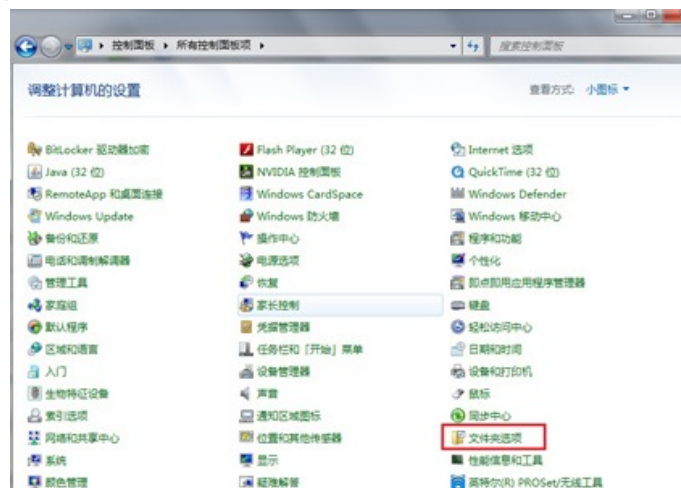 控制面板 ▸ 所有控制面板项 ▸ 搜索控制面板
调整计算机的设置 查看方式: 小图标
BitLocker 驱动器加密 Flash Player (32 位) Internet 选项
Java (32 位) NVIDIA 控制面板 QuickTime (32 位)
RemoteApp 和桌面连接 Windows CardSpace Windows Defender
Windows Update Windows 防火墙 Windows 移动中心
备份和还原 操作中心 程序和功能
电话和调制解调器 电源选项 个性化
管理工具 恢复 即点即用应用程序管理器
家庭组 家长控制 键盘
默认程序 凭据管理器 轻松访问中心
区域和语言 任务栏和「开始」菜单 日期和时间
入门 设备管理器 设备和打印机
生物特征设备 声音 鼠标
索引选项 通知区域图标 同步中心
网络和共享中心 位置和其他传感器 文件夹选项
系统 显示 性能信息和工具
颜色管理 疑难解答 英特尔(R) PROSet/无线工具